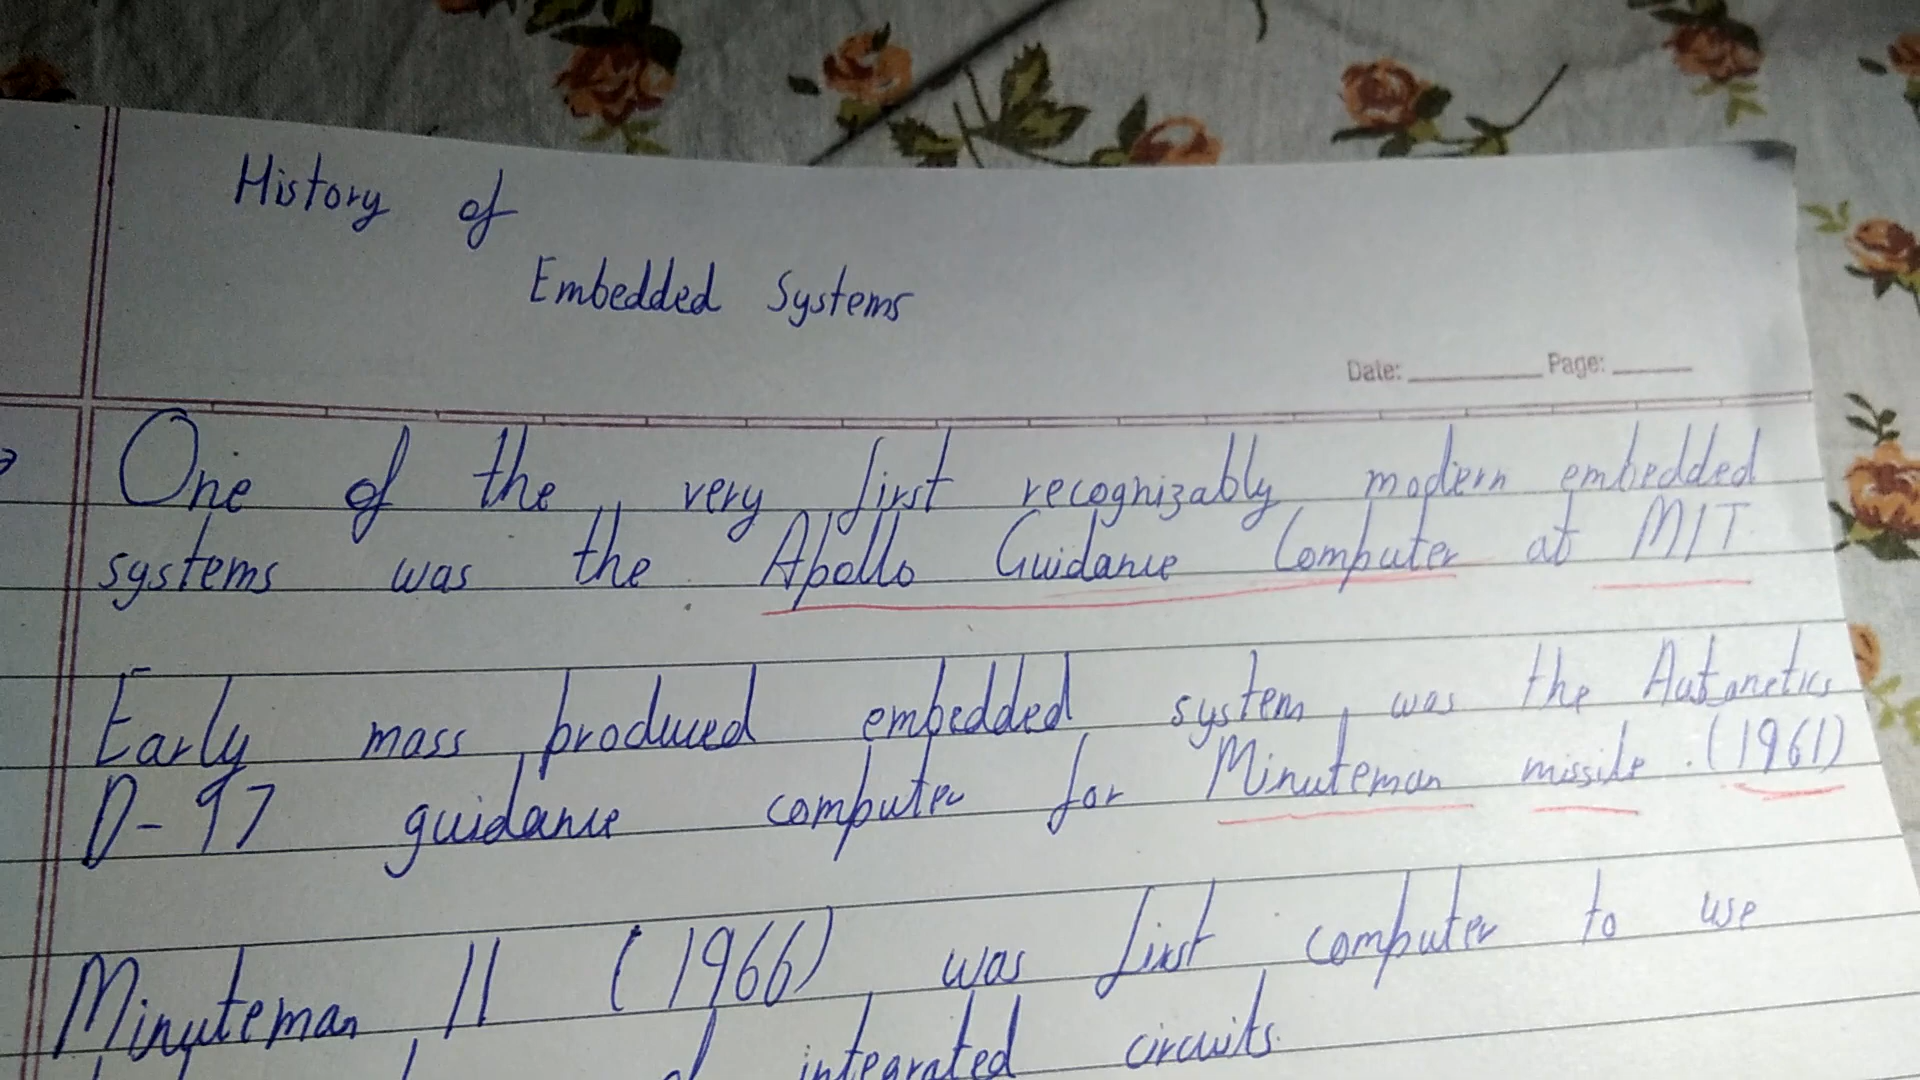 History of
Embedded Systems
Date: Page:
One of the very first recognizably modern embedded
systems was the Apollo Guidance Computer at MIT
Early mass produced embedded system was the Autonetics
D-97 guidance computer for Minuteman missile. (1961)
Minuteman II (1966) was first computer to use
of integrated circuits.